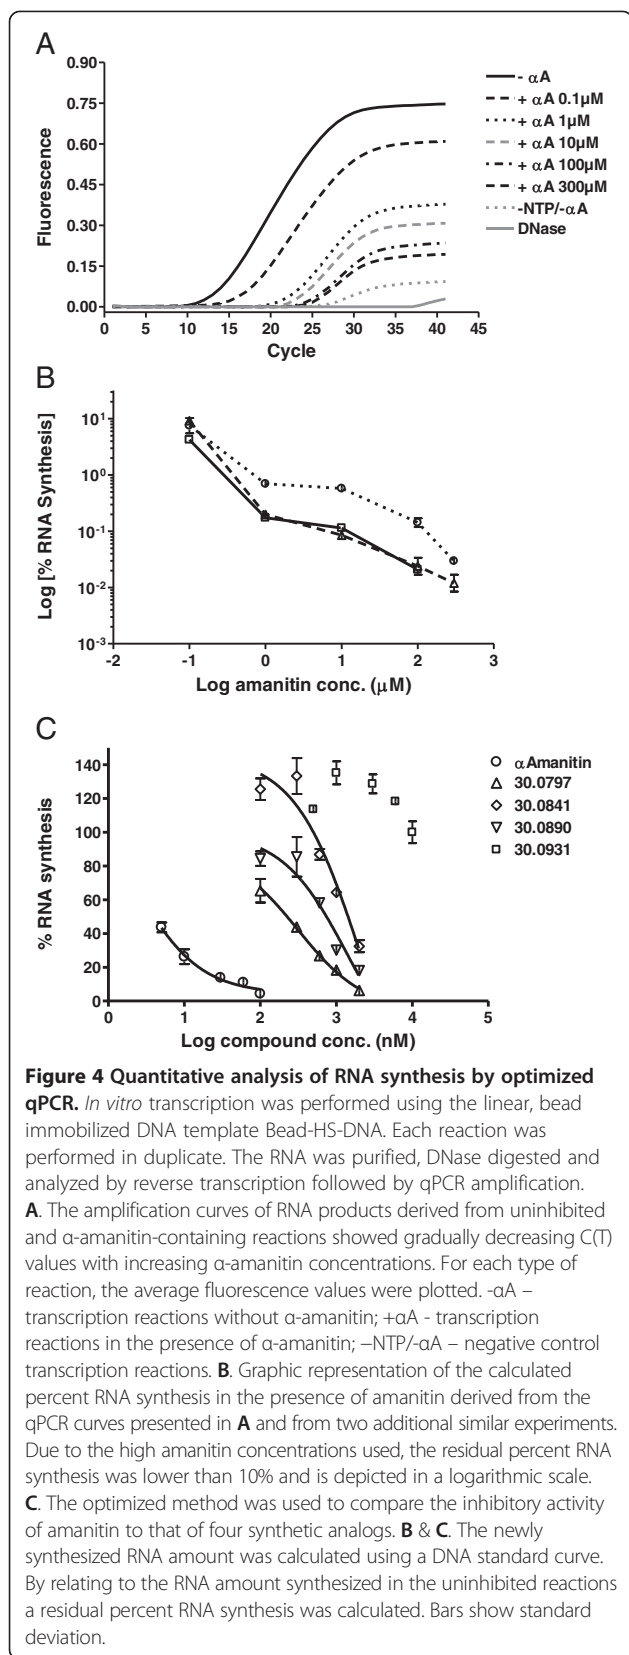 A
0.90
0.75
0.60
0.45
0.30
0.15
0.00
Fluorescence
0 5 10 15 20 25 30 35 40 45
Cycle
- αA
+ αA 0.1μM
+ αA 1μM
+ αA 10μM
+ αA 100μM
+ αA 300μM
-NTP/-αA
DNase
B
10^1
10^0
10^-1
10^-2
10^-3
Log [% RNA Synthesis]
-2 -1 0 1 2 3
Log amanitin conc. (μM)
C
140
120
100
80
60
40
20
0
% RNA synthesis
0 1 2 3 4 5
Log compound conc. (nM)
αAmanitin
30.0797
30.0841
30.0890
30.0931
Figure 4 Quantitative analysis of RNA synthesis by optimized
qPCR. In vitro transcription was performed using the linear, bead
immobilized DNA template Bead-HS-DNA. Each reaction was
performed in duplicate. The RNA was purified, DNase digested and
analyzed by reverse transcription followed by qPCR amplification.
A. The amplification curves of RNA products derived from uninhibited
and α-amanitin-containing reactions showed gradually decreasing C(T)
values with increasing α-amanitin concentrations. For each type of
reaction, the average fluorescence values were plotted. -αA –
transcription reactions without α-amanitin; +αA - transcription
reactions in the presence of α-amanitin; −NTP/-αA – negative control
transcription reactions. B. Graphic representation of the calculated
percent RNA synthesis in the presence of amanitin derived from the
qPCR curves presented in A and from two additional similar experiments.
Due to the high amanitin concentrations used, the residual percent RNA
synthesis was lower than 10% and is depicted in a logarithmic scale.
C. The optimized method was used to compare the inhibitory activity
of amanitin to that of four synthetic analogs. B & C. The newly
synthesized RNA amount was calculated using a DNA standard curve.
By relating to the RNA amount synthesized in the uninhibited reactions
a residual percent RNA synthesis was calculated. Bars show standard
deviation.